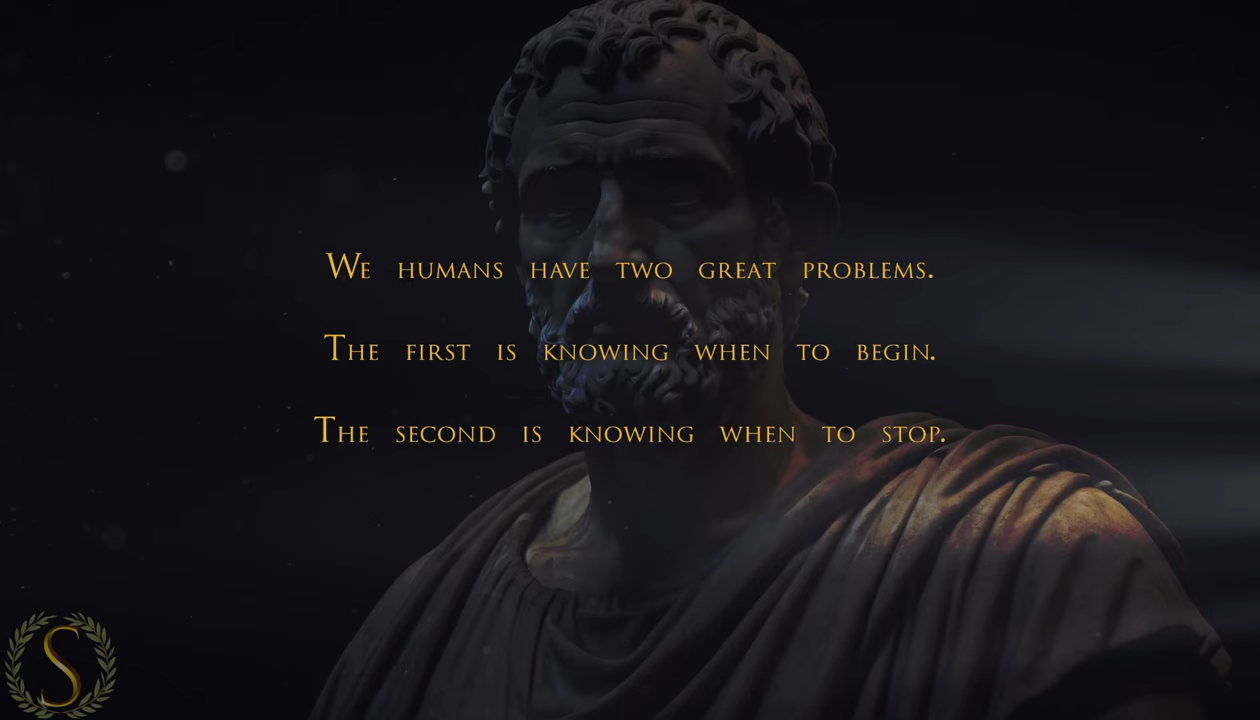 We humans have two great problems.
The first is knowing when to begin.
The second is knowing when to stop.
S